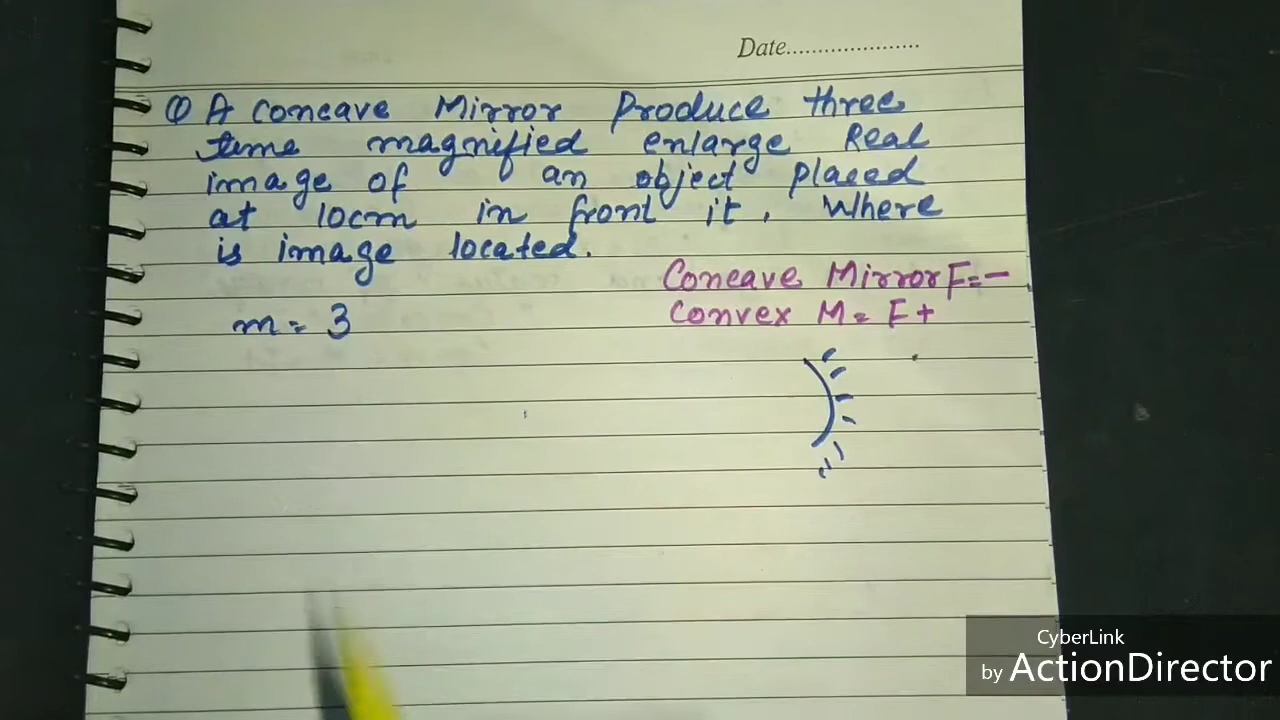 Date.....................
Q A Concave Mirror Produce three
time magnified enlarge Real
image of an object placed
at 10cm in front it, Where
is image located.
Concave Mirror F=-
Convex M= F+
m= 3
CyberLink
by ActionDirector